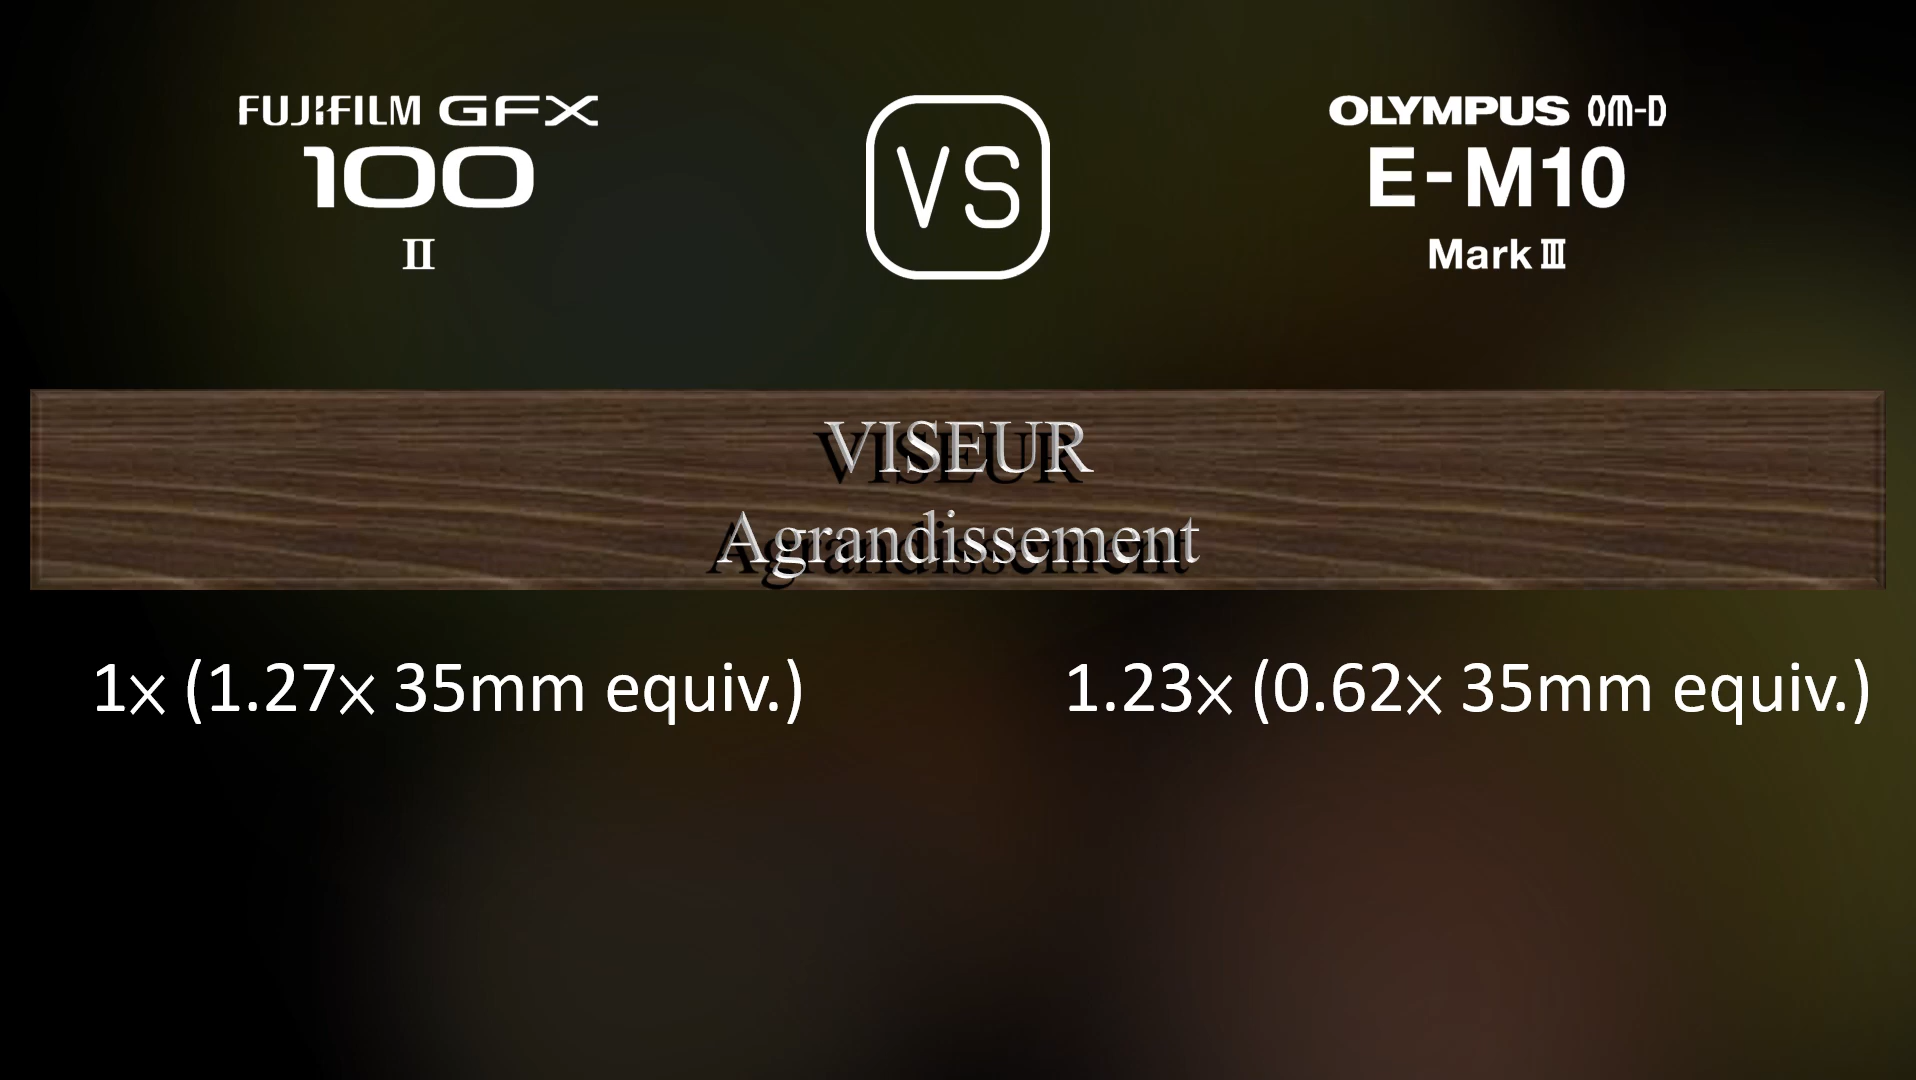 FUJIFILM GFX
100
II
VS
OLYMPUS OM-D
E-M10
Mark III
VISEUR
Agrandissement
1x (1.27x 35mm equiv.)
1.23x (0.62x 35mm equiv.)